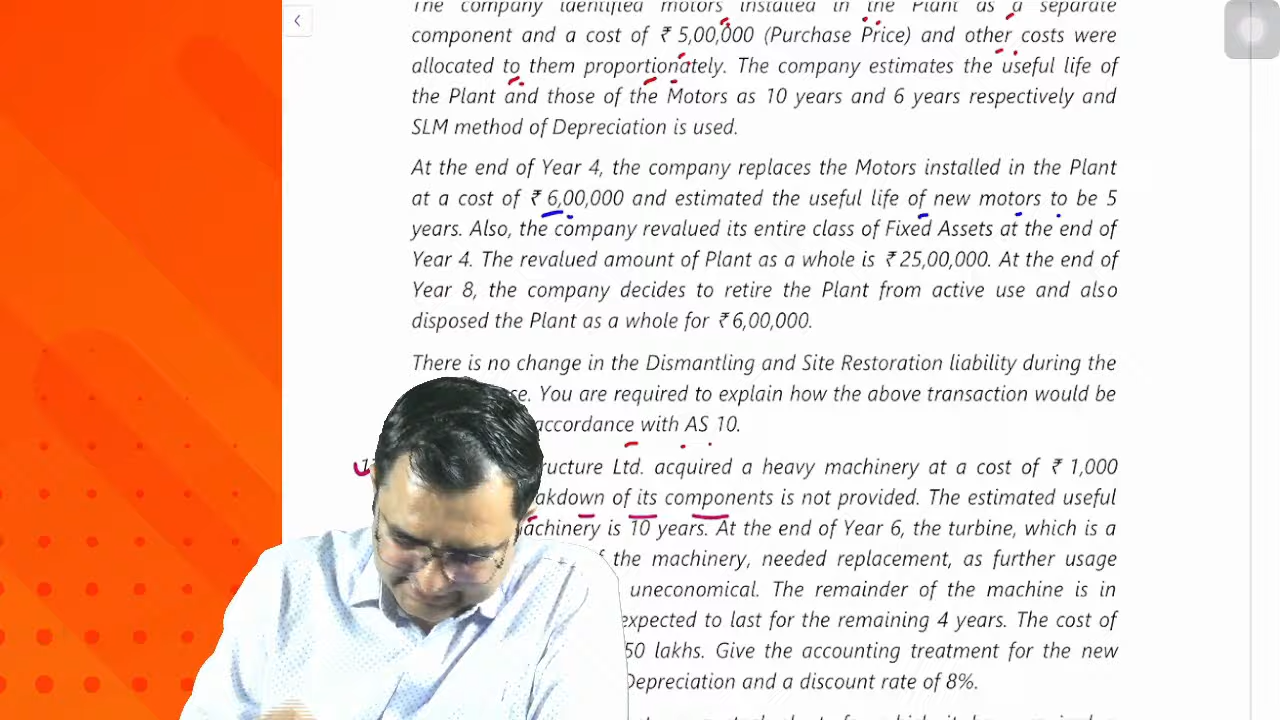 The company identified motors installed in the Plant as a separate
component and a cost of ₹ 5,00,000 (Purchase Price) and other costs were
allocated to them proportionately. The company estimates the useful life of
the Plant and those of the Motors as 10 years and 6 years respectively and
SLM method of Depreciation is used.
At the end of Year 4, the company replaces the Motors installed in the Plant
at a cost of ₹ 6,00,000 and estimated the useful life of new motors to be 5
years. Also, the company revalued its entire class of Fixed Assets at the end of
Year 4. The revalued amount of Plant as a whole is ₹ 25,00,000. At the end of
Year 8, the company decides to retire the Plant from active use and also
disposed the Plant as a whole for ₹ 6,00,000.
There is no change in the Dismantling and Site Restoration liability during the
You are required to explain how the above transaction would be
accordance with AS 10.
Ltd. acquired a heavy machinery at a cost of ₹ 1,000
of its components is not provided. The estimated useful
is 10 years. At the end of Year 6, the turbine, which is a
the machinery, needed replacement, as further usage
uneconomical. The remainder of the machine is in
expected to last for the remaining 4 years. The cost of
50 lakhs. Give the accounting treatment for the new
Depreciation and a discount rate of 8%.